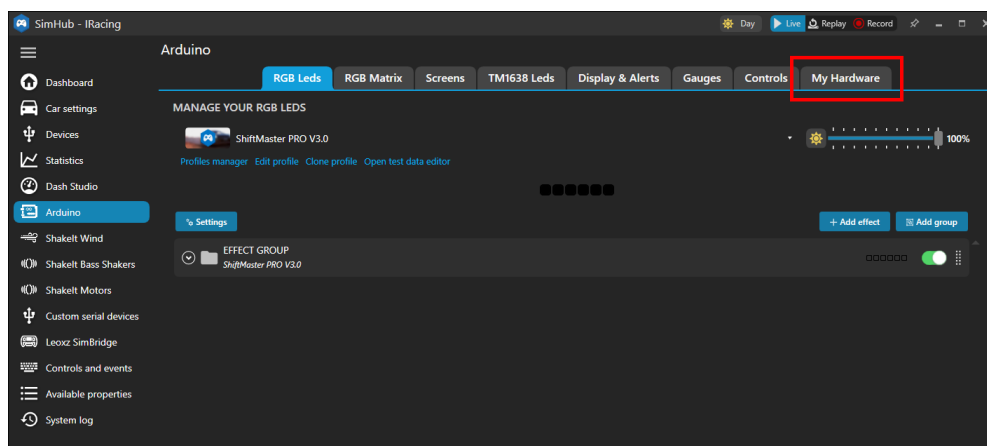 SimHub - IRacing
Day Live Replay Record
Arduino
RGB Leds RGB Matrix Screens TM1638 Leds Display & Alerts Gauges Controls My Hardware
Dashboard
Car settings
Devices
Statistics
Dash Studio
Arduino
ShakeIt Wind
ShakeIt Bass Shakers
ShakeIt Motors
Custom serial devices
Leoxz SimBridge
Controls and events
Available properties
System log
MANAGE YOUR RGB LEDS
ShiftMaster PRO V3.0
100%
Profiles manager Edit profile Clone profile Open test data editor
Settings
+ Add effect Add group
EFFECT GROUP
ShiftMaster PRO V3.0